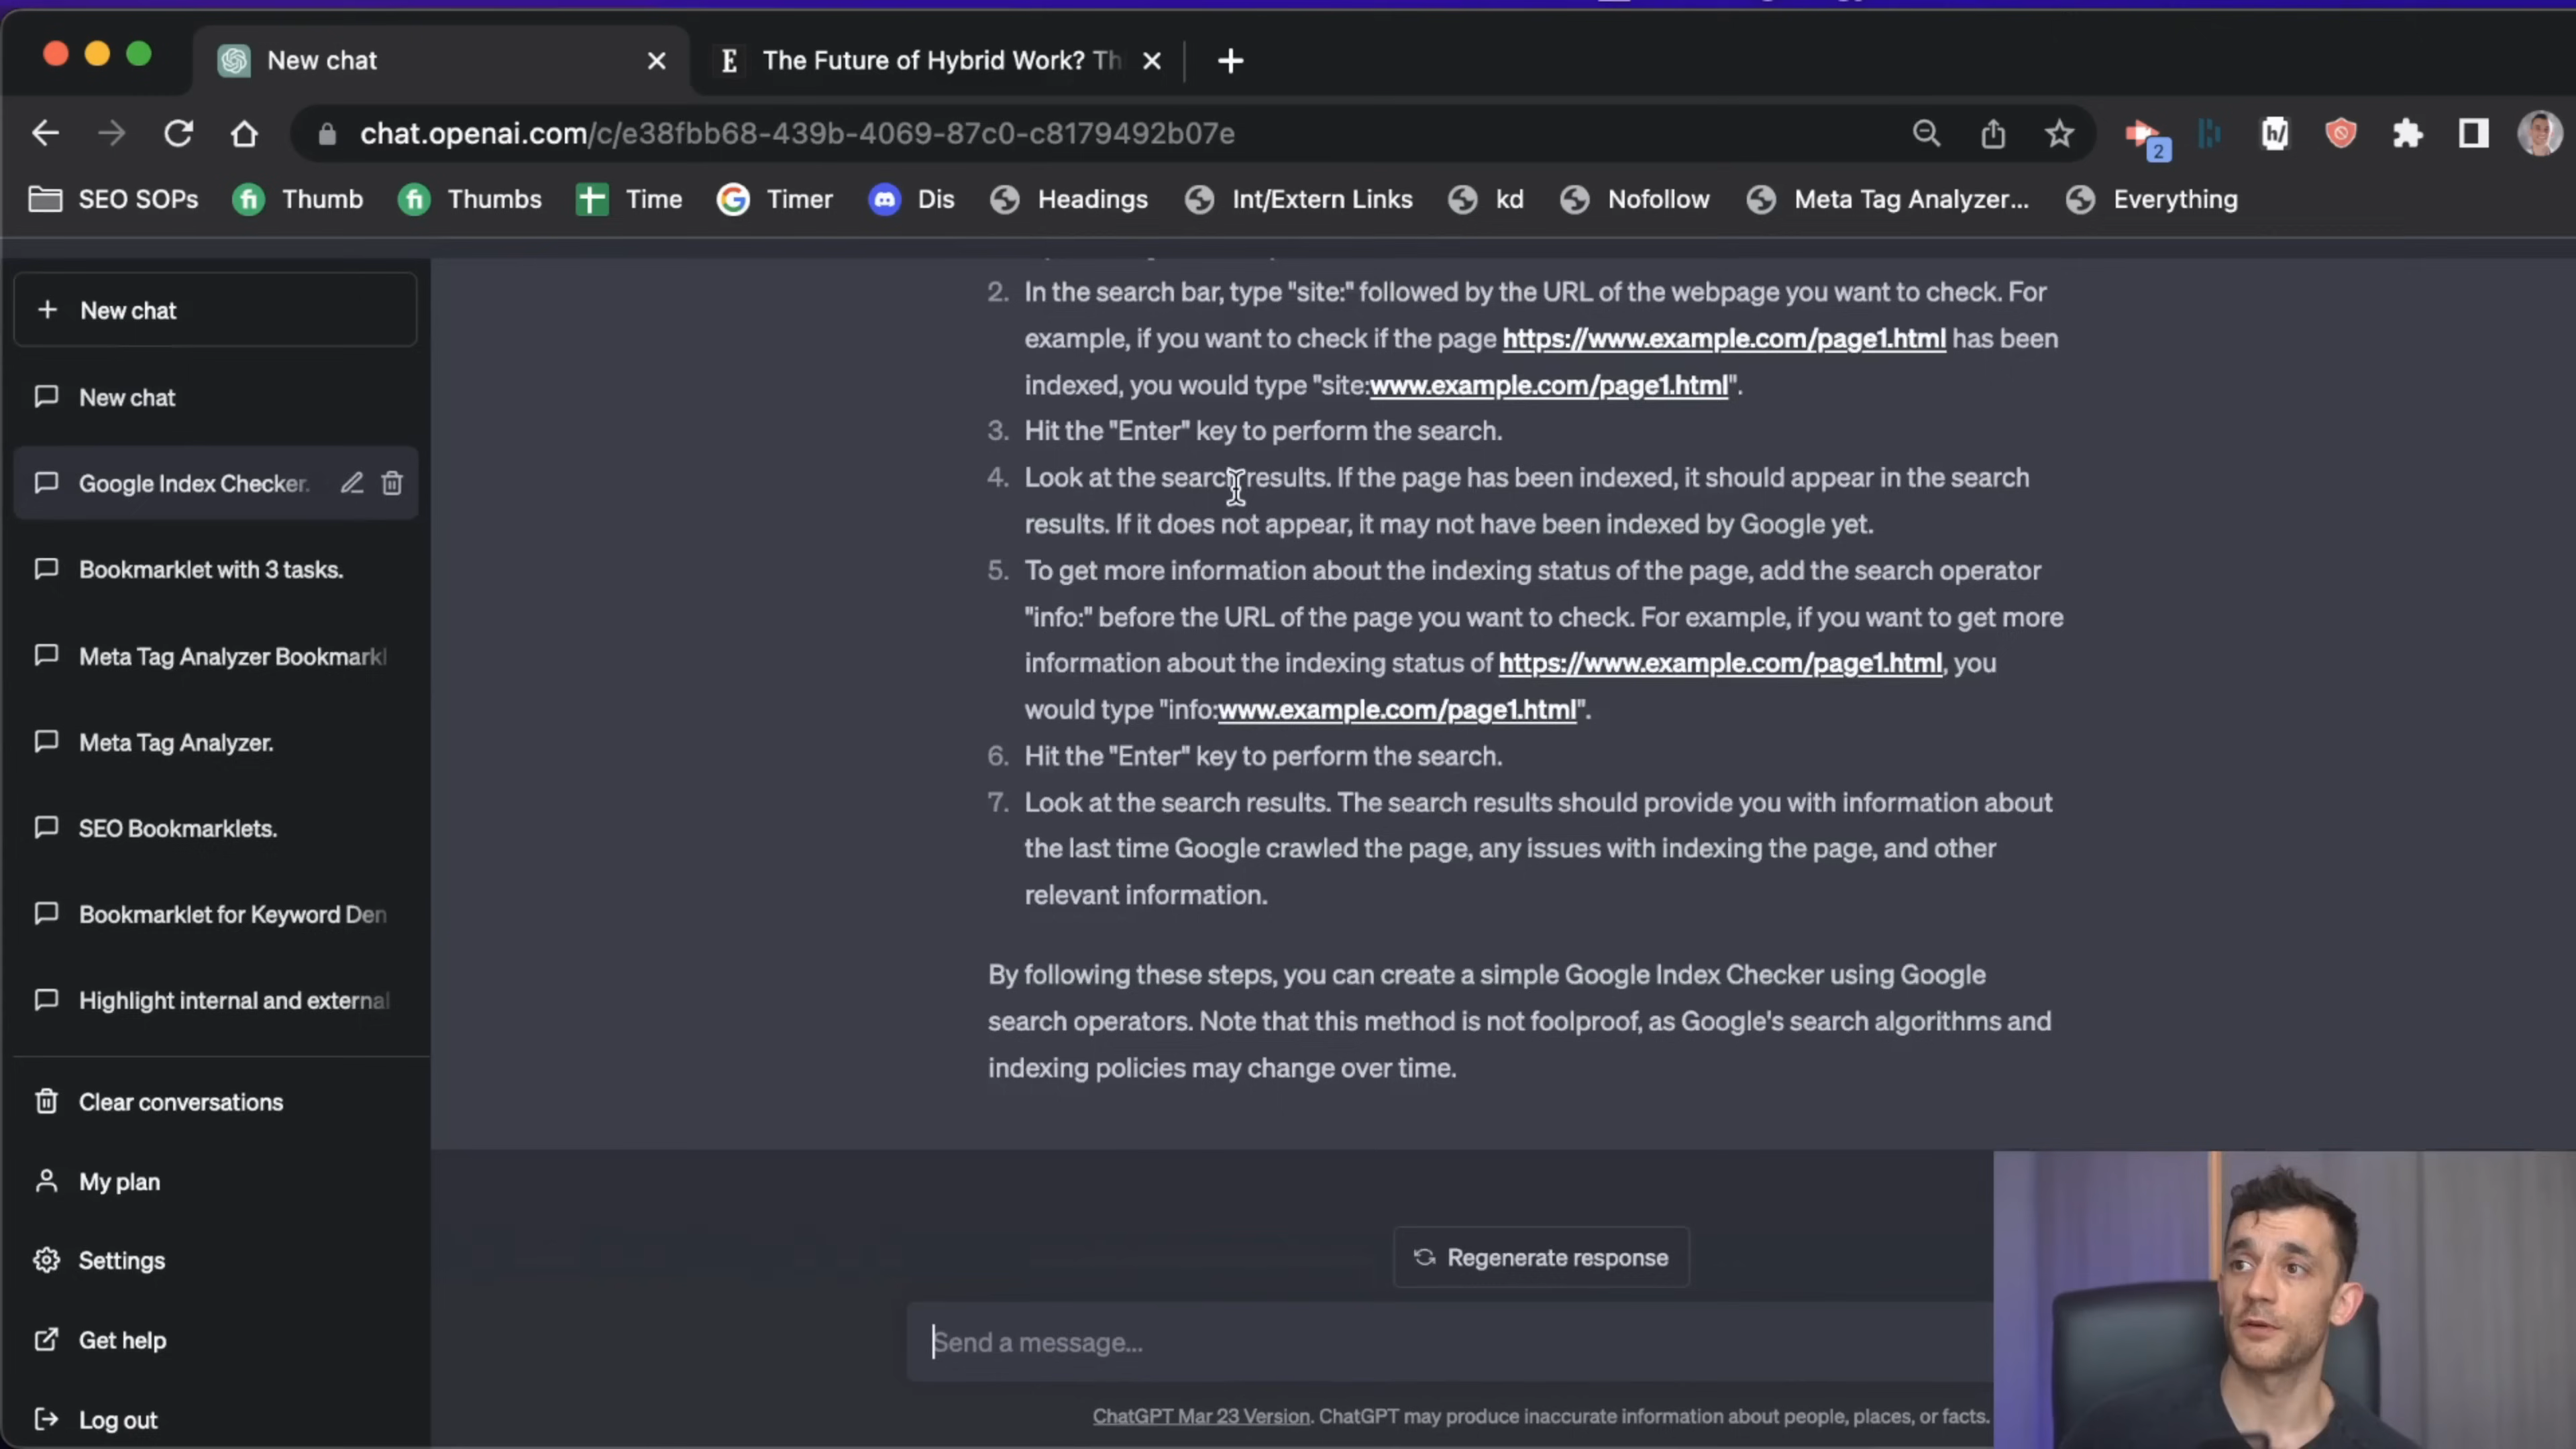 New chat
The Future of Hybrid Work? Th
chat.openai.com/c/e38fbb68-439b-4069-87c0-c8179492b07e
2
SEO SOPs
Thumb
Thumbs
Time
Timer
Dis
Headings
Int/Extern Links
kd
Nofollow
Meta Tag Analyzer...
Everything
New chat
New chat
Google Index Checker.
Bookmarklet with 3 tasks.
Meta Tag Analyzer Bookmarkl
Meta Tag Analyzer.
SEO Bookmarklets.
Bookmarklet for Keyword Den
Highlight internal and external
Clear conversations
My plan
Settings
Get help
Log out
2. In the search bar, type "site:" followed by the URL of the webpage you want to check. For
example, if you want to check if the page https://www.example.com/page1.html has been
indexed, you would type "site:www.example.com/page1.html".
3. Hit the "Enter" key to perform the search.
4. Look at the search results. If the page has been indexed, it should appear in the search
results. If it does not appear, it may not have been indexed by Google yet.
5. To get more information about the indexing status of the page, add the search operator
"info:" before the URL of the page you want to check. For example, if you want to get more
information about the indexing status of https://www.example.com/page1.html, you
would type "info:www.example.com/page1.html".
6. Hit the "Enter" key to perform the search.
7. Look at the search results. The search results should provide you with information about
the last time Google crawled the page, any issues with indexing the page, and other
relevant information.
By following these steps, you can create a simple Google Index Checker using Google
search operators. Note that this method is not foolproof, as Google's search algorithms and
indexing policies may change over time.
Regenerate response
Send a message...
ChatGPT Mar 23 Version. ChatGPT may produce inaccurate information about people, places, or facts.